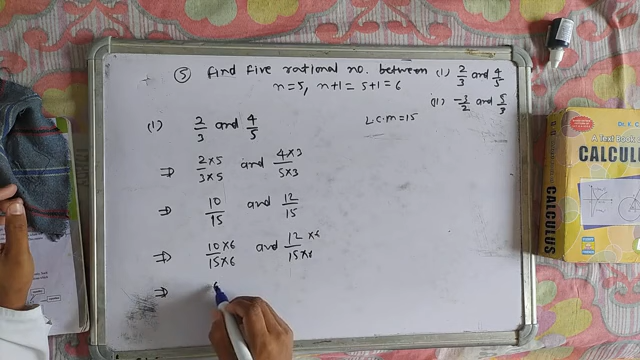 (5) Find five rational no. between (i) 2/3 and 4/5
n=5, n+1=5+1=6
(ii) -3/2 and 5/3
(i) 2/3 and 4/5
L.C.M=15
⇒ 2×5/3×5 and 4×3/5×3
⇒ 10/15 and 12/15
⇒ 10×6/15×6 and 12×6/15×6
⇒
A Text Book of
CALCULUS
CALCULUS